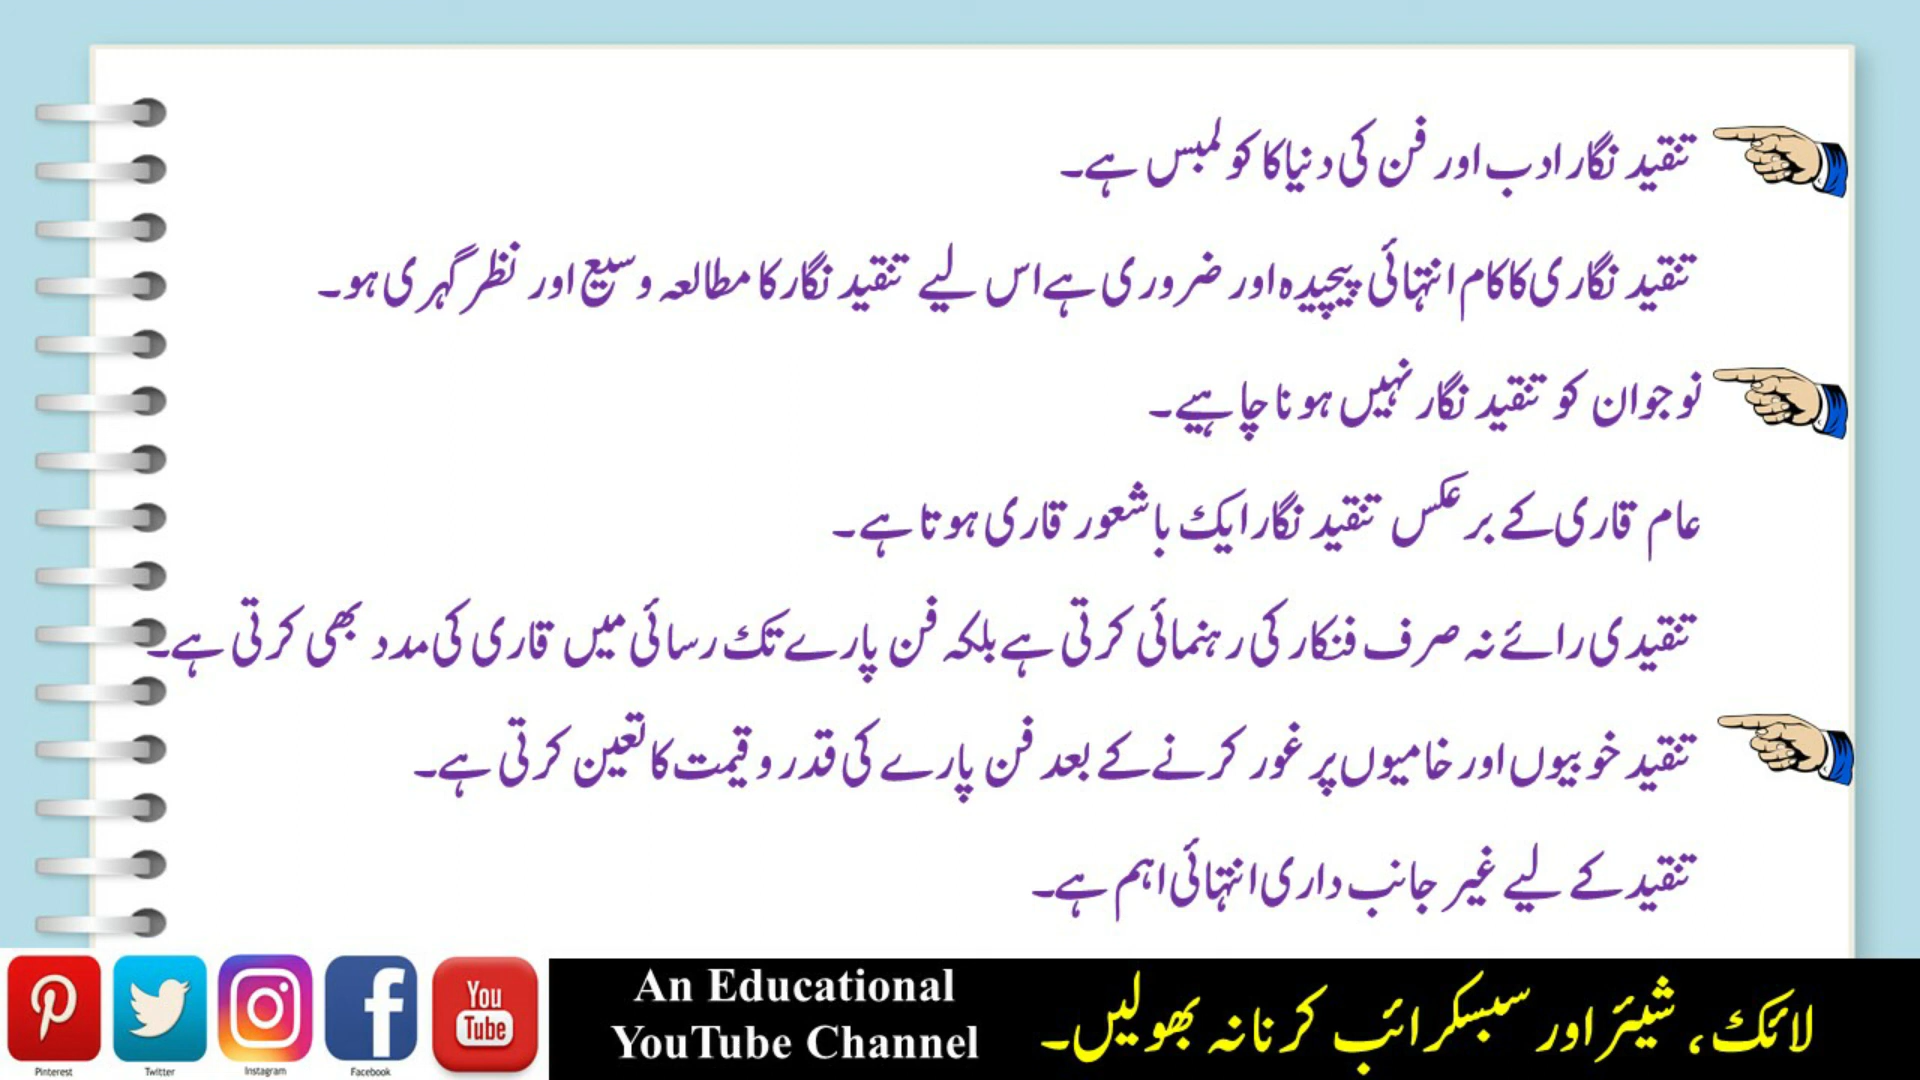 تنقید نگار ادب اور فن کی دنیا کا کولمبس ہے۔
تنقید نگاری کا کام انتہائی پیچیدہ اور ضروری ہے اس لیے تنقید نگار کا مطالعہ وسیع اور نظر گہری ہو۔
نوجوان کو تنقید نگار نہیں ہونا چاہیے۔
عام قاری کے برعکس تنقید نگار ایک باشعور قاری ہوتا ہے۔
تنقیدی رائے نہ صرف فنکار کی رہنمائی کرتی ہے بلکہ فن پارے تک رسائی میں قاری کی مدد بھی کرتی ہے۔
تنقید خوبیوں اور خامیوں پر غور کرنے کے بعد فن پارے کی قدر و قیمت کا تعین کرتی ہے۔
تنقید کے لیے غیر جانب داری انتہائی اہم ہے۔
لائک، شیئر اور سبسکرائب کرنا نہ بھولیں۔
An Educational
YouTube Channel
You
Tube
Facebook
Instagram
Twitter
Pinterest